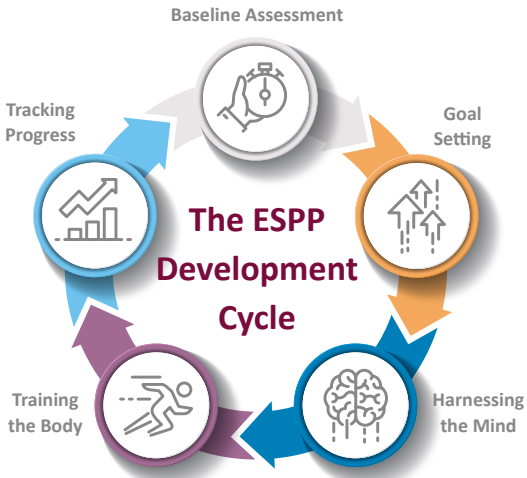 Baseline Assessment
Goal
Setting
Harnessing
the Mind
Training
the Body
Tracking
Progress
The ESPP
Development
Cycle